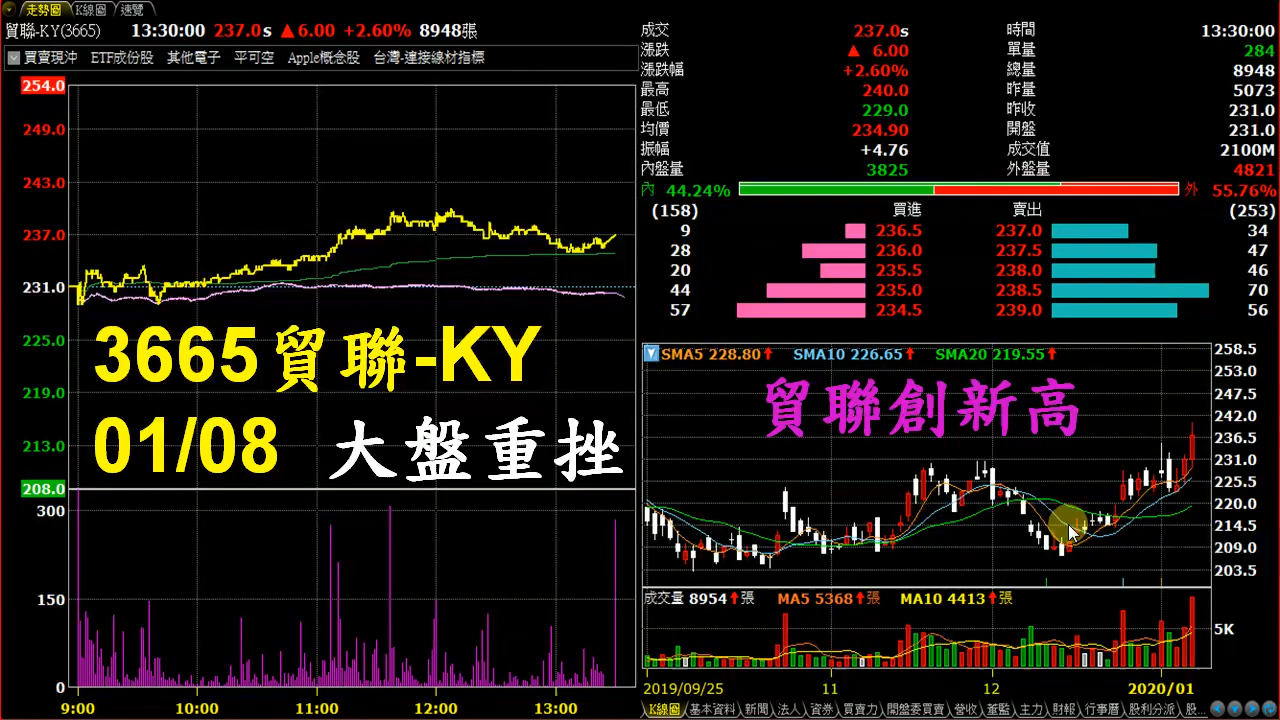 走勢圖 K線圖 速覽
貿聯-KY(3665) 13:30:00 237.0s ▲6.00 +2.60% 8948張
買賣現沖 ETF成份股 其他電子 平可空 Apple概念股 台灣-連接線材指標
254.0
249.0
243.0
237.0
231.0
225.0
219.0
213.0
208.0
300
150
0
9:00 10:00 11:00 12:00 13:00
3665貿聯-KY
01/08 大盤重挫
成交 237.0s 時間 13:30:00
漲跌 ▲ 6.00 單量 284
漲跌幅 +2.60% 總量 8948
最高 240.0 昨量 5073
最低 229.0 昨收 231.0
均價 234.90 開盤 231.0
振幅 +4.76 成交值 2100M
內盤量 3825 外盤量 4821
內 44.24% 外 55.76%
(158) 買進 賣出 (253)
9 236.5 237.0 34
28 236.0 237.5 47
20 235.5 238.0 46
44 235.0 238.5 70
57 234.5 239.0 56
SMA5 228.80 SMA10 226.65 SMA20 219.55
貿聯創新高
258.5
253.0
247.5
242.0
236.5
231.0
225.5
220.0
214.5
209.0
203.5
成交量 8954張 MA5 5368張 MA10 4413張
5K
2019/09/25 11 12 2020/01
K線圖 基本資料 新聞 法人 資券 買賣力 開盤委買賣 營收 董監 主力 財報 行事曆 股利分派 股...